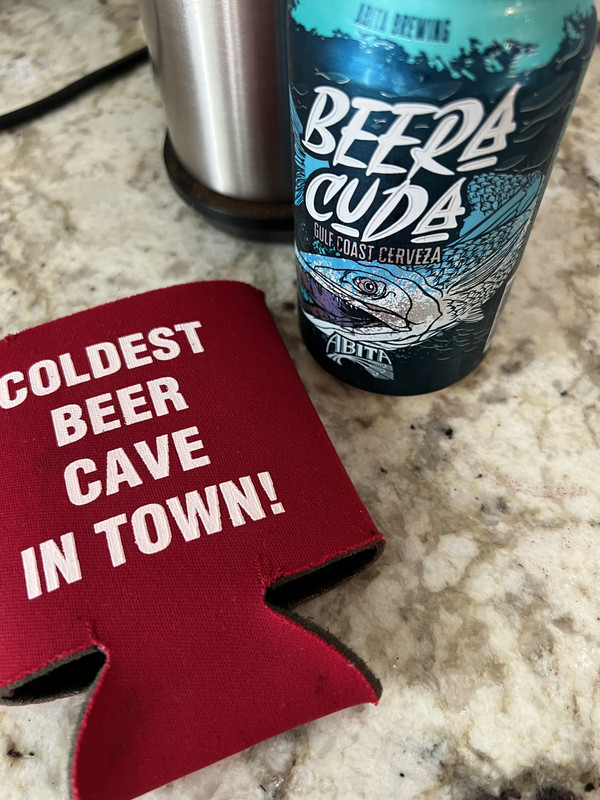 ABITA BREWING
BEERA
CUDA
GULF COAST CERVEZA
ABITA
COLDEST
BEER
CAVE
IN TOWN!